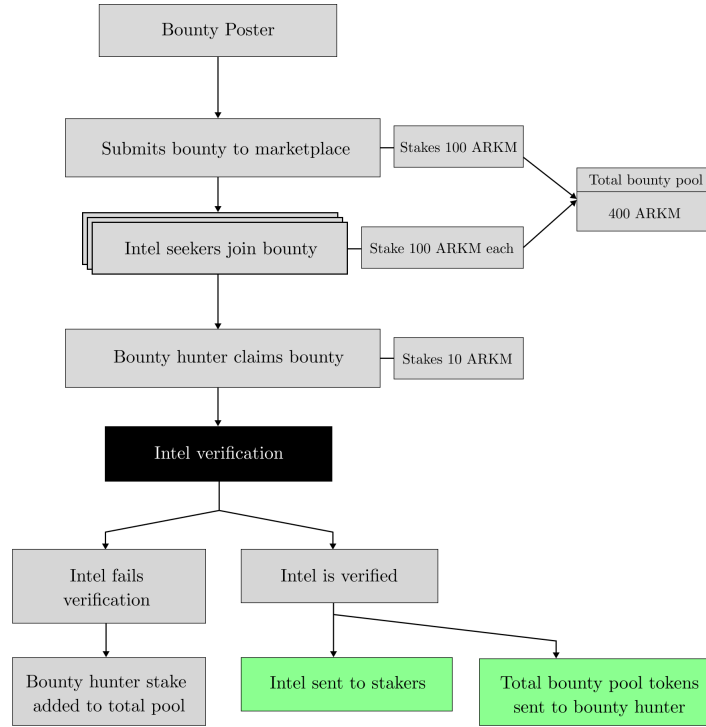 Bounty Poster
Submits bounty to marketplace
Stakes 100 ARKM
Total bounty pool
400 ARKM
Intel seekers join bounty
Stake 100 ARKM each
Bounty hunter claims bounty
Stakes 10 ARKM
Intel verification
Intel fails
verification
Intel is verified
Bounty hunter stake
added to total pool
Intel sent to stakers
Total bounty pool tokens
sent to bounty hunter